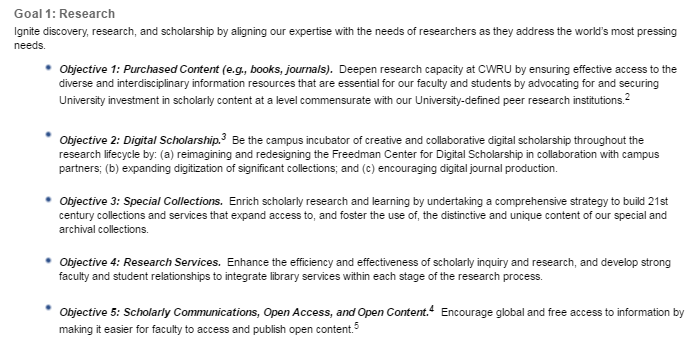 Goal 1: Research
Ignite discovery, research, and scholarship by aligning our expertise with the needs of researchers as they address the world's most pressing
needs.
Objective 1: Purchased Content (e.g., books, journals). Deepen research capacity at CWRU by ensuring effective access to the
diverse and interdisciplinary information resources that are essential for our faculty and students by advocating for and securing
University investment in scholarly content at a level commensurate with our University-defined peer research institutions.2
Objective 2: Digital Scholarship.3 Be the campus incubator of creative and collaborative digital scholarship throughout the
research lifecycle by: (a) reimagining and redesigning the Freedman Center for Digital Scholarship in collaboration with campus
partners; (b) expanding digitization of significant collections; and (c) encouraging digital journal production.
Objective 3: Special Collections. Enrich scholarly research and learning by undertaking a comprehensive strategy to build 21st
century collections and services that expand access to, and foster the use of, the distinctive and unique content of our special and
archival collections.
Objective 4: Research Services. Enhance the efficiency and effectiveness of scholarly inquiry and research, and develop strong
faculty and student relationships to integrate library services within each stage of the research process.
Objective 5: Scholarly Communications, Open Access, and Open Content.4 Encourage global and free access to information by
making it easier for faculty to access and publish open content.5